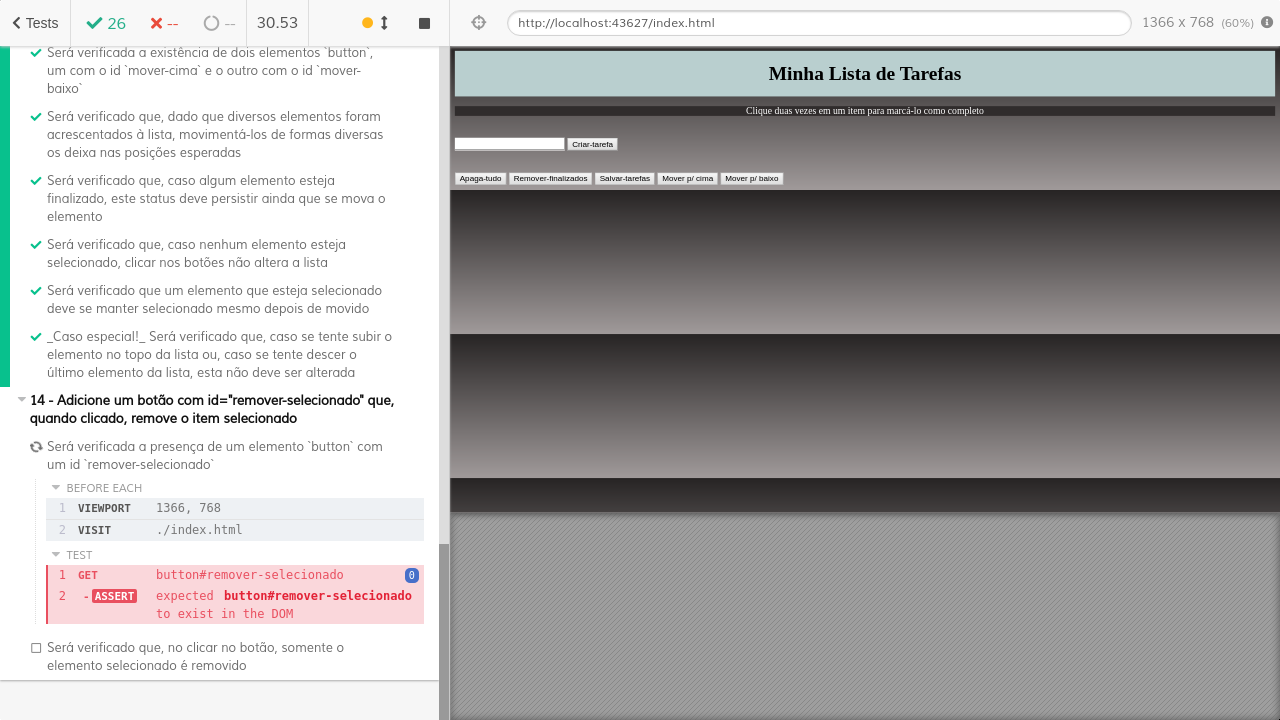 Tests
26
--
--
30.53
http://localhost:43627/index.html
1366 x 768 (60%)
Será verificada a existência de dois elementos `button`,
um com o id `mover-cima` e o outro com o id `mover-
baixo`
Será verificado que, dado que diversos elementos foram
acrescentados à lista, movimentá-los de formas diversas
os deixa nas posições esperadas
Será verificado que, caso algum elemento esteja
finalizado, este status deve persistir ainda que se mova o
elemento
Será verificado que, caso nenhum elemento esteja
selecionado, clicar nos botões não altera a lista
Será verificado que um elemento que esteja selecionado
deve se manter selecionado mesmo depois de movido
_Caso especial!_ Será verificado que, caso se tente subir o
elemento no topo da lista ou, caso se tente descer o
último elemento da lista, esta não deve ser alterada
14 - Adicione um botão com id="remover-selecionado" que,
quando clicado, remove o item selecionado
Será verificada a presença de um elemento `button` com
um id `remover-selecionado`
BEFORE EACH
1 VIEWPORT 1366, 768
2 VISIT ./index.html
TEST
1 GET button#remover-selecionado 0
2 -ASSERT expected button#remover-selecionado
to exist in the DOM
Será verificado que, no clicar no botão, somente o
elemento selecionado é removido
Minha Lista de Tarefas
Clique duas vezes em um item para marcá-lo como completo
Criar-tarefa
Apaga-tudo Remover-finalizados Salvar-tarefas Mover p/ cima Mover p/ baixo